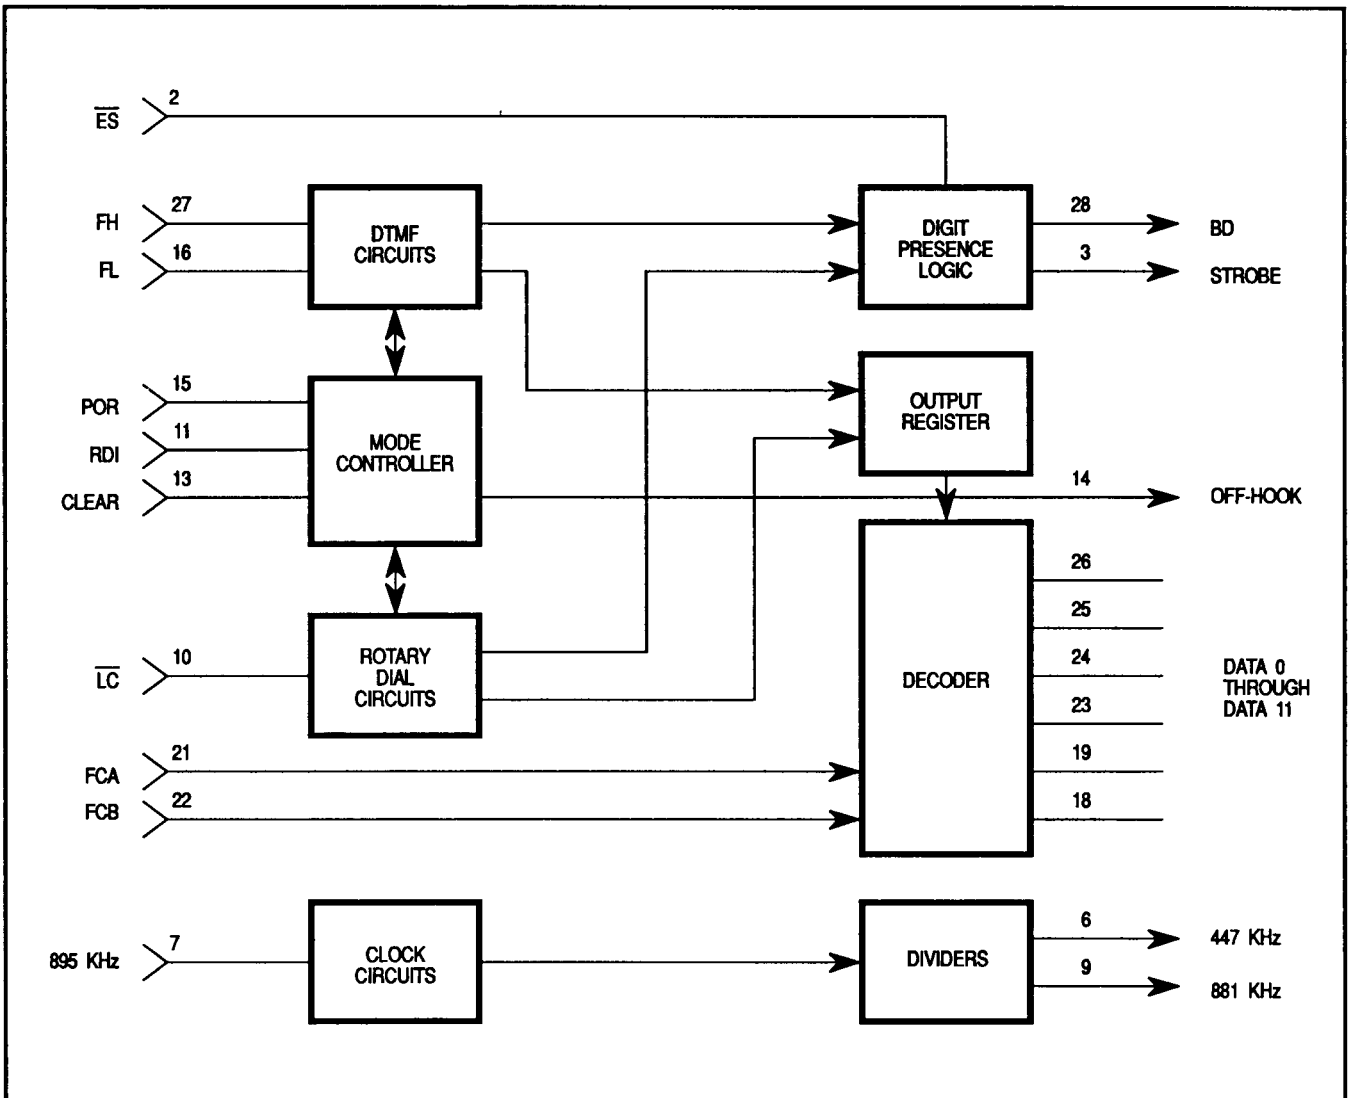 ES
2
FH
27
FL
16
DTMF
CIRCUITS
DIGIT
PRESENCE
LOGIC
28
BD
3
STROBE
POR
15
RDI
11
CLEAR
13
MODE
CONTROLLER
OUTPUT
REGISTER
14
OFF-HOOK
LC
10
ROTARY
DIAL
CIRCUITS
FCA
21
FCB
22
DECODER
26
25
24
23
19
18
DATA 0
THROUGH
DATA 11
895 KHz
7
CLOCK
CIRCUITS
DIVIDERS
6
447 KHz
9
881 KHz